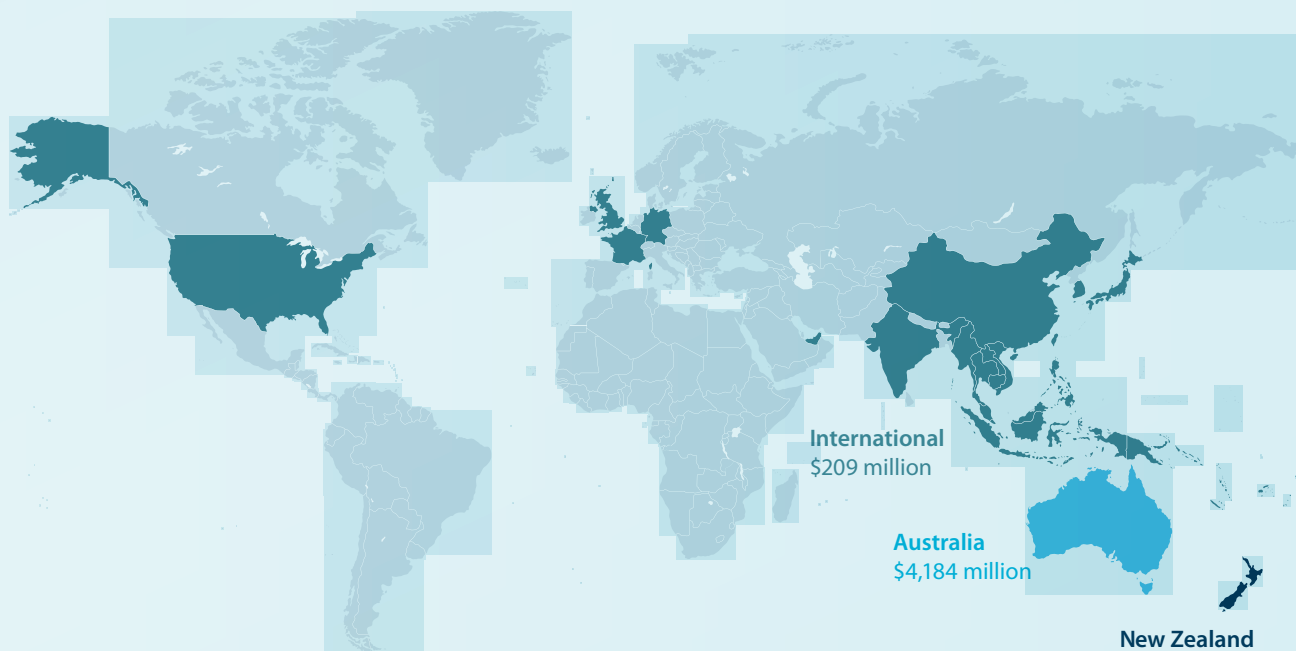 International
$209 million
Australia
$4,184 million
New Zealand